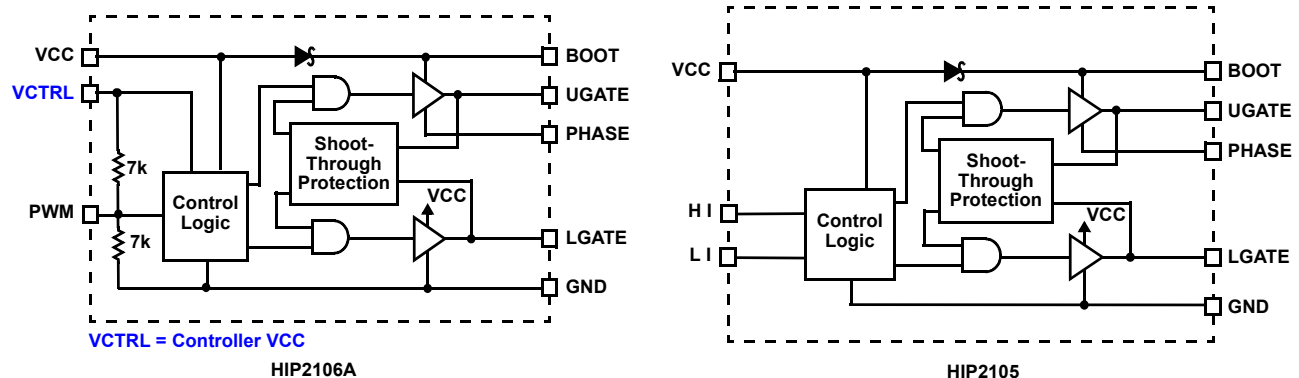 VCC
VCTRL
7k
PWM
7k
Control
Logic
Shoot-
Through
Protection
VCC
BOOT
UGATE
PHASE
LGATE
GND
VCTRL = Controller VCC
HIP2106A
VCC
H I
L I
Control
Logic
Shoot-
Through
Protection
VCC
BOOT
UGATE
PHASE
LGATE
GND
HIP2105